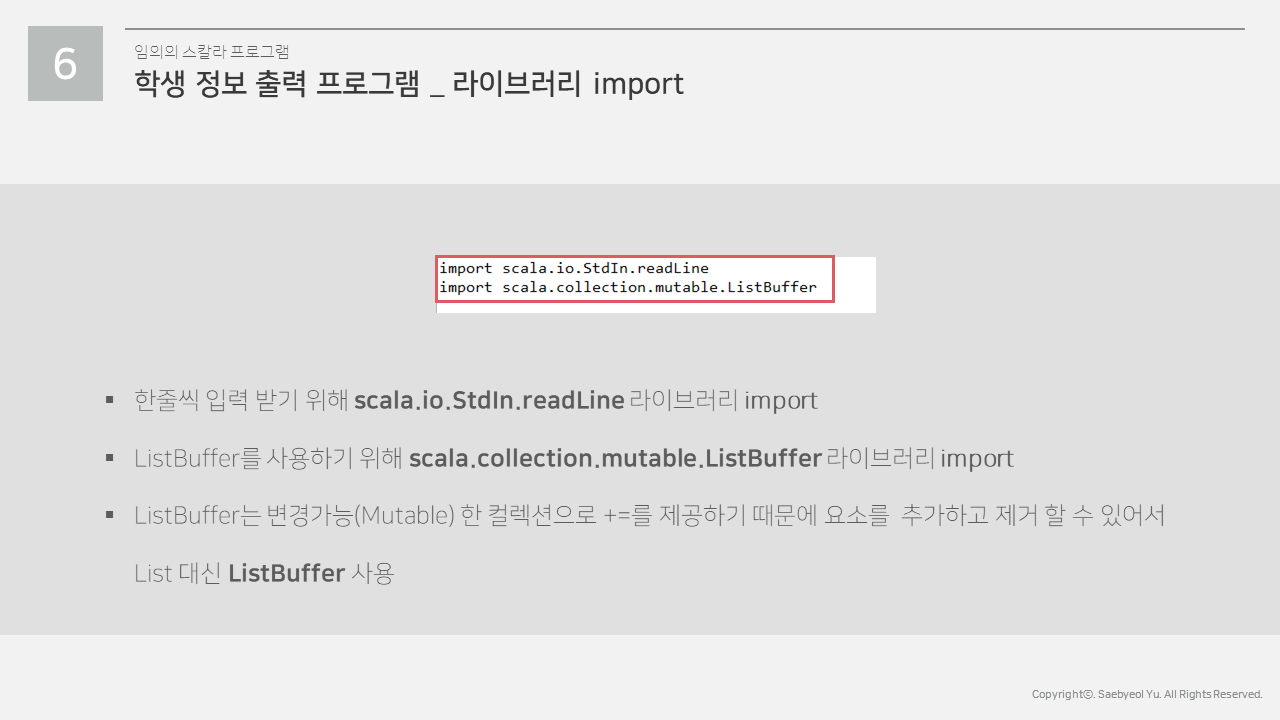 6
임의의 스칼라 프로그램
학생 정보 출력 프로그램 _ 라이브러리 import
import scala.io.StdIn.readLine
import scala.collection.mutable.ListBuffer
▪ 한줄씩 입력 받기 위해 scala.io.StdIn.readLine 라이브러리 import
▪ ListBuffer를 사용하기 위해 scala.collection.mutable.ListBuffer 라이브러리 import
▪ ListBuffer는 변경가능(Mutable) 한 컬렉션으로 +=를 제공하기 때문에 요소를 추가하고 제거 할 수 있어서
List 대신 ListBuffer 사용
Copyrightⓒ. Saebyeol Yu. All Rights Reserved.